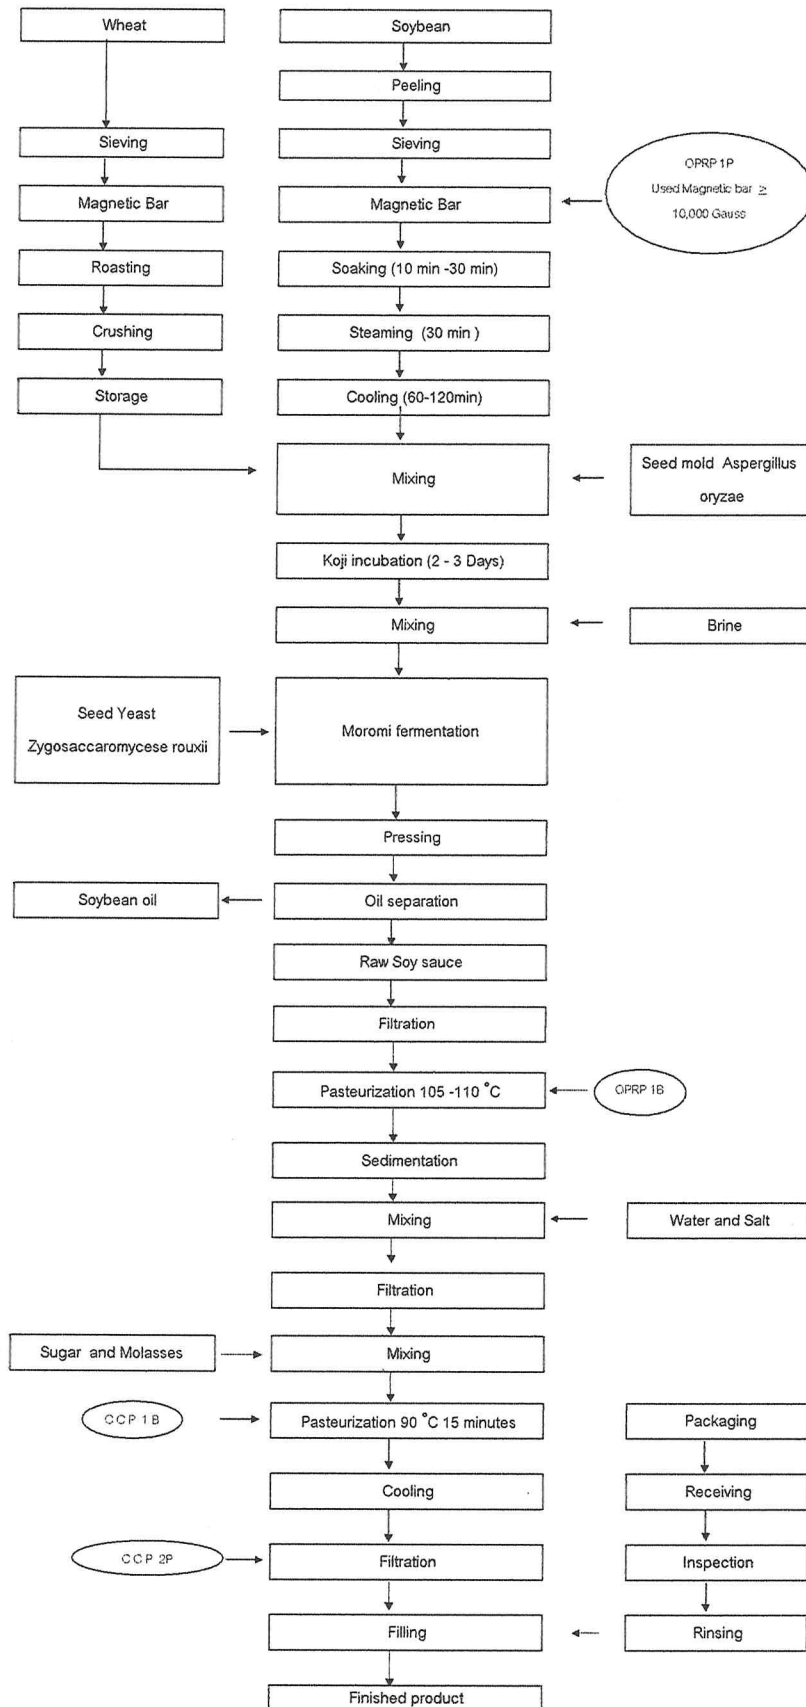 Wheat
Soybean
Peeling
Sieving
Sieving
Magnetic Bar
Magnetic Bar
OPRP 1P
Used Magnetic bar ≥
10,000 Gauss
Roasting
Soaking (10 min -30 min)
Crushing
Steaming (30 min )
Storage
Cooling (60-120min)
Mixing
Seed mold Aspergillus
oryzae
Koji incubation (2 - 3 Days)
Mixing
Brine
Seed Yeast
Zygosaccaromycese rouxii
Moromi fermentation
Pressing
Soybean oil
Oil separation
Raw Soy sauce
Filtration
Pasteurization 105 -110 °C
OPRP 1B
Sedimentation
Mixing
Water and Salt
Filtration
Sugar and Molasses
Mixing
CCP 1 B
Pasteurization 90 °C 15 minutes
Packaging
Cooling
Receiving
CCP 2P
Filtration
Inspection
Filling
Rinsing
Finished product